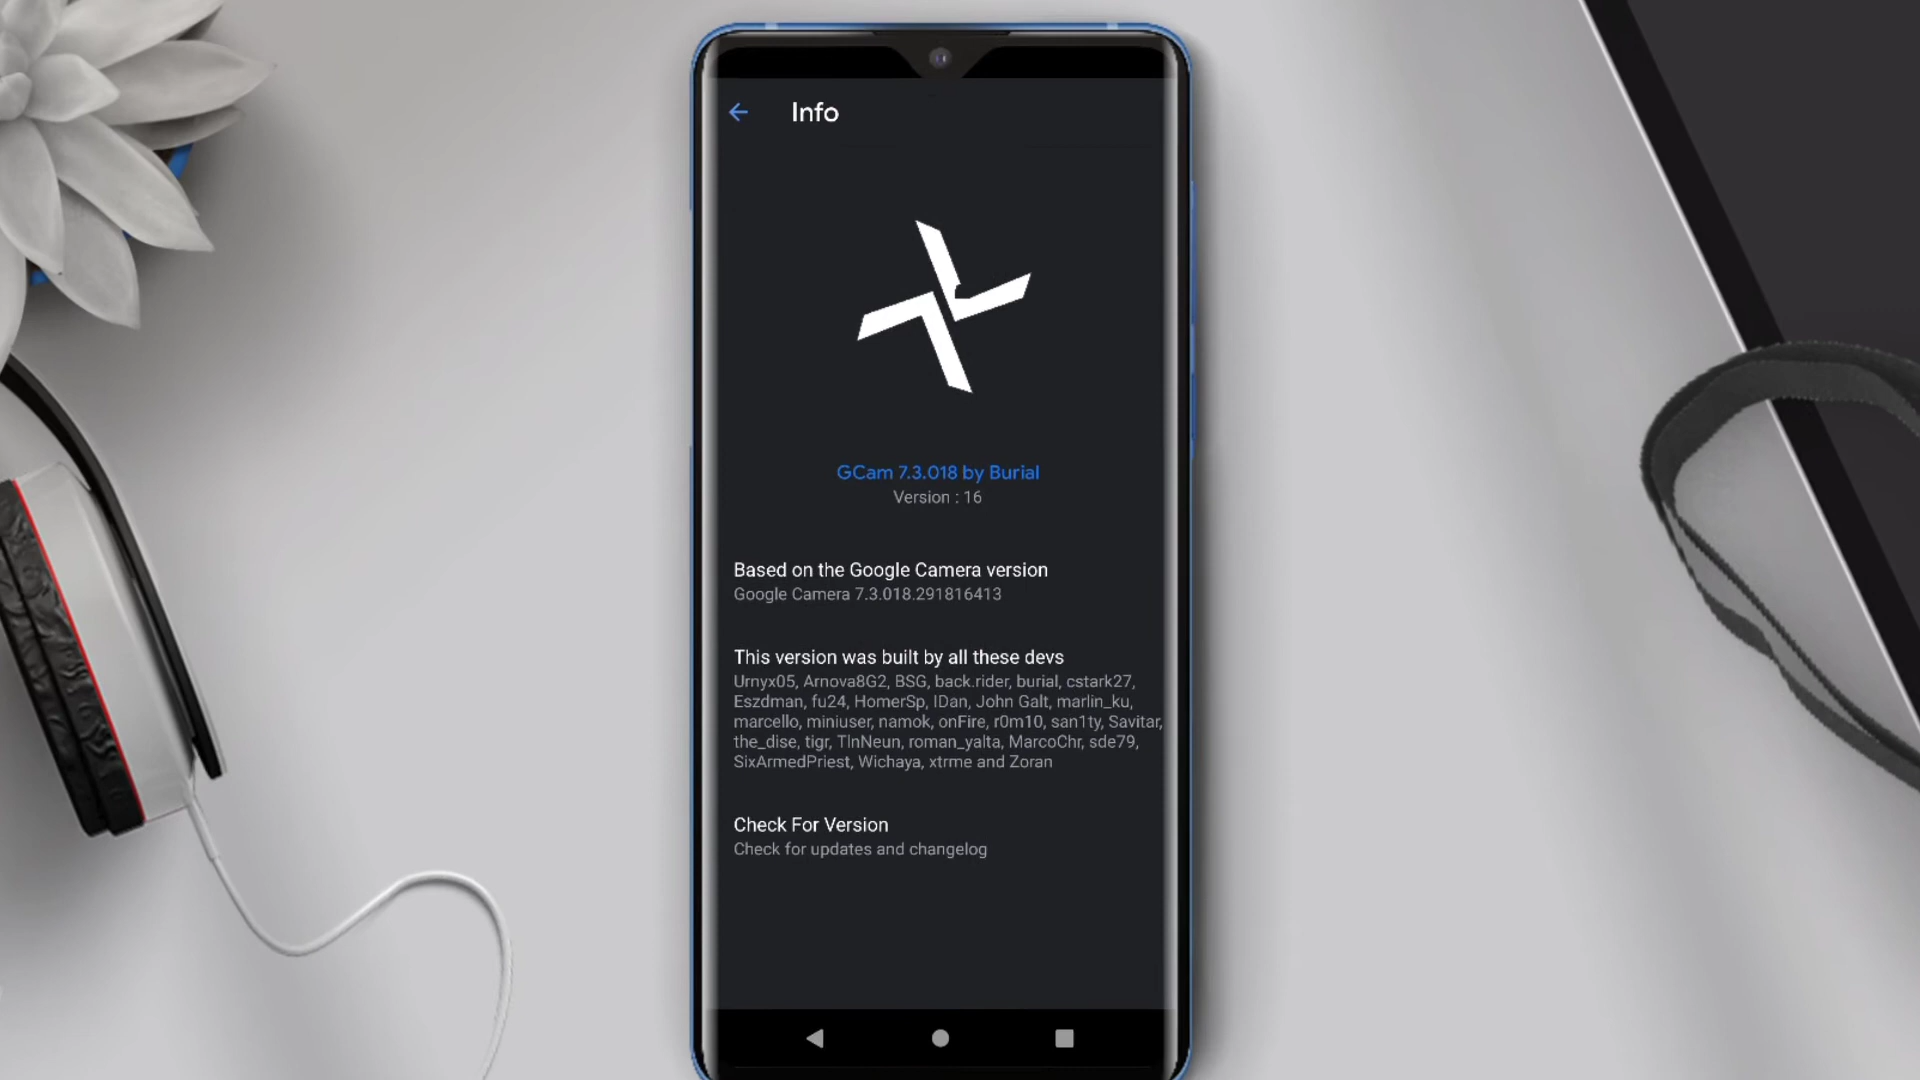 Info
GCam 7.3.018 by Burial
Version : 16
Based on the Google Camera version
Google Camera 7.3.018.291816413
This version was built by all these devs
Urnyx05, Arnova8G2, BSG, back.rider, burial, cstark27,
Eszdman, fu24, HomerSp, IDan, John Galt, marlin_ku,
marcello, miniuser, namok, onFire, r0m10, san1ty, Savitar,
the_dise, tigr, TlnNeun, roman_yalta, MarcoChr, sde79,
SixArmedPriest, Wichaya, xtrme and Zoran
Check For Version
Check for updates and changelog